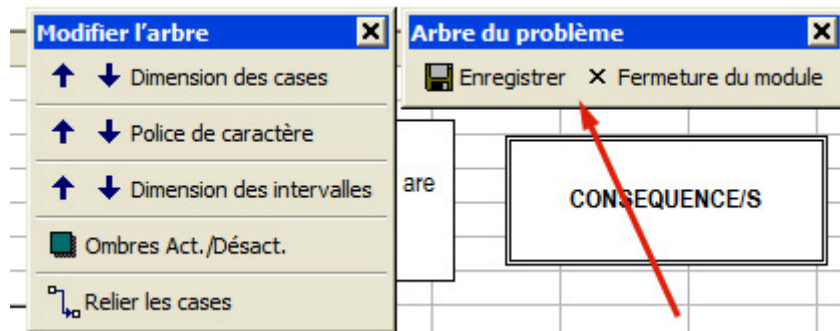 Modifier l'arbre
Dimension des cases
Police de caractère
Dimension des intervalles
Ombres Act./Désact.
Relier les cases
Arbre du problème
Enregistrer
Fermeture du module
are
CONSEQUENCE/S